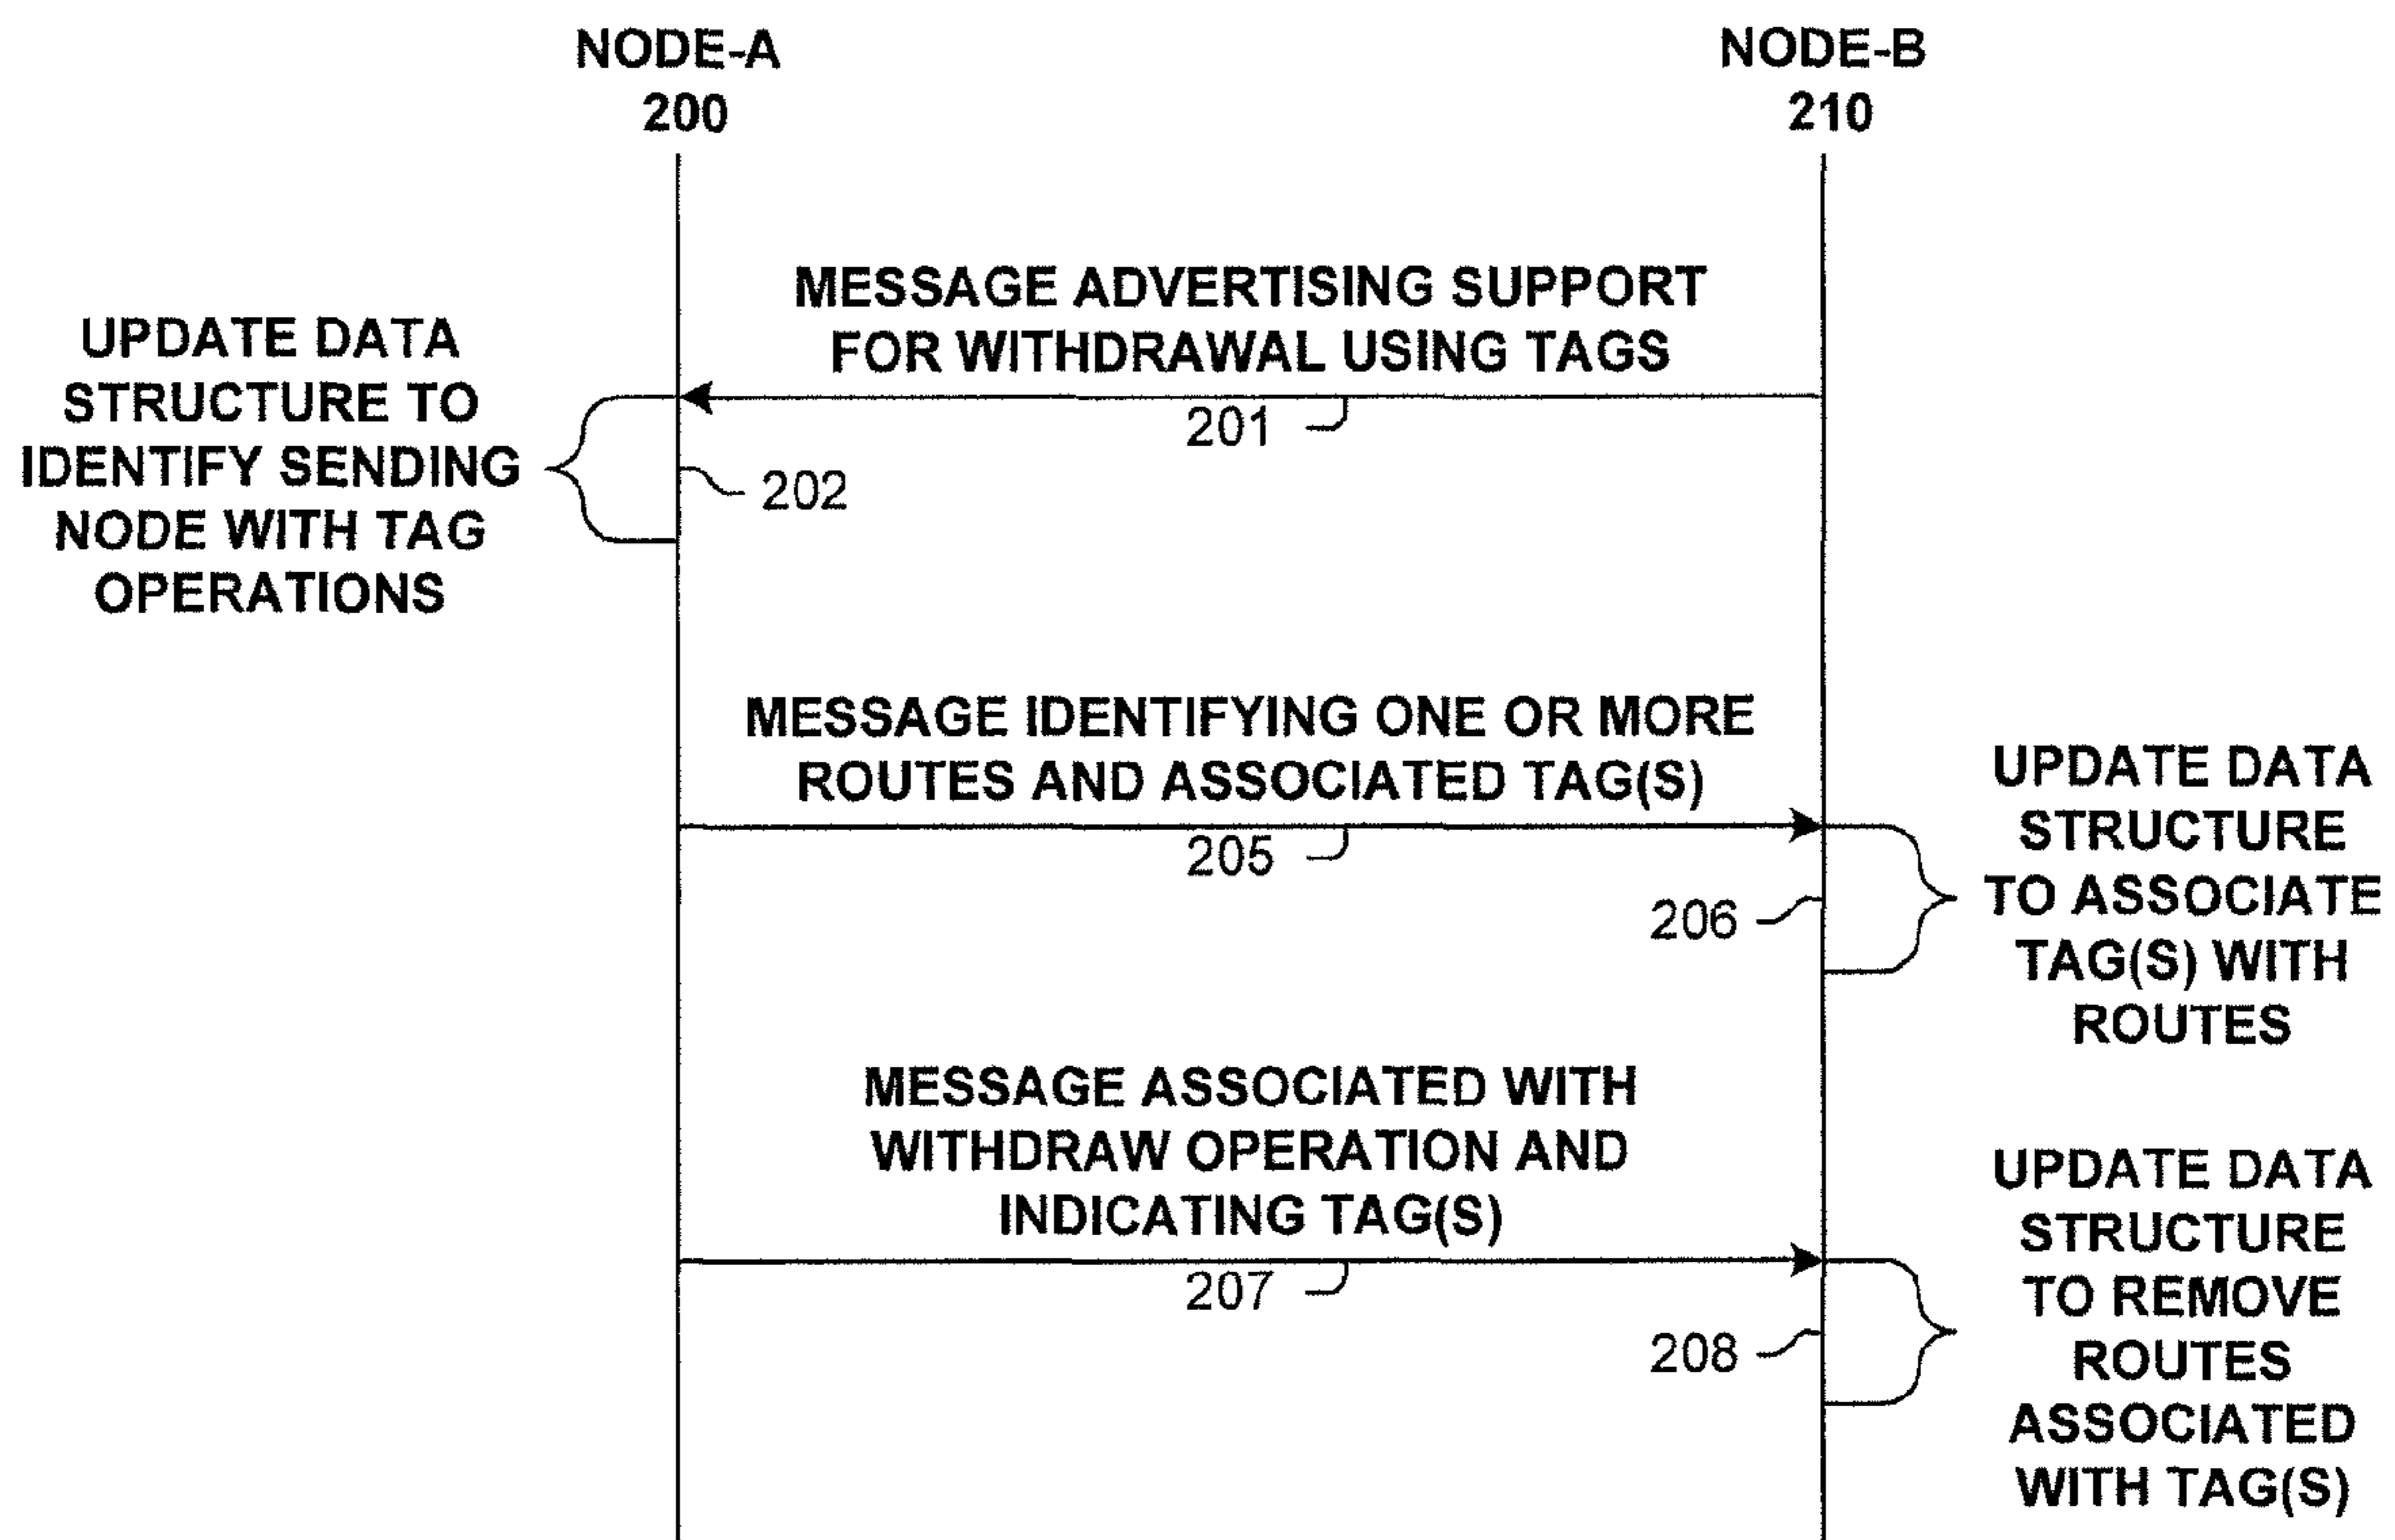 NODE-A
200
NODE-B
210
MESSAGE ADVERTISING SUPPORT
FOR WITHDRAWAL USING TAGS
201
UPDATE DATA
STRUCTURE TO
IDENTIFY SENDING
NODE WITH TAG
OPERATIONS
202
MESSAGE IDENTIFYING ONE OR MORE
ROUTES AND ASSOCIATED TAG(S)
205
206
UPDATE DATA
STRUCTURE
TO ASSOCIATE
TAG(S) WITH
ROUTES
MESSAGE ASSOCIATED WITH
WITHDRAW OPERATION AND
INDICATING TAG(S)
207
208
UPDATE DATA
STRUCTURE
TO REMOVE
ROUTES
ASSOCIATED
WITH TAG(S)